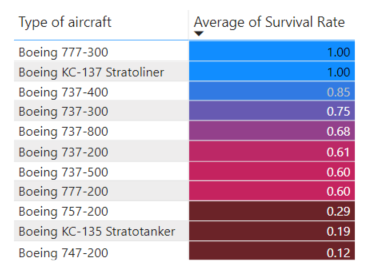 Type of aircraft Average of Survival Rate
Boeing 777-300 1.00
Boeing KC-137 Stratoliner 1.00
Boeing 737-400 0.85
Boeing 737-300 0.75
Boeing 737-800 0.68
Boeing 737-200 0.61
Boeing 737-500 0.60
Boeing 777-200 0.60
Boeing 757-200 0.29
Boeing KC-135 Stratotanker 0.19
Boeing 747-200 0.12